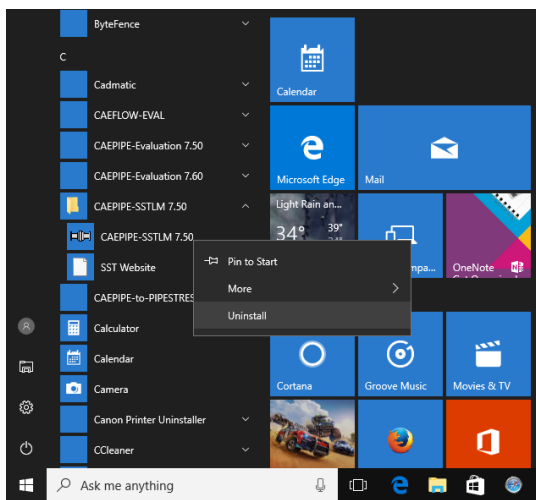 ByteFence
C
Cadmatic
CAEFLOW-EVAL
CAEPIPE-Evaluation 7.50
CAEPIPE-Evaluation 7.60
CAEPIPE-SSTLM 7.50
CAEPIPE-SSTLM 7.50
SST Website
CAEPIPE-to-PIPESTRES
Calculator
Calendar
Camera
Canon Printer Uninstaller
CCleaner
Ask me anything
Pin to Start
More
Uninstall
Calendar
Microsoft Edge
Mail
Light Rain an...
34°
39°
mpa...
OneNote
Cortana
Groove Music
Movies & TV